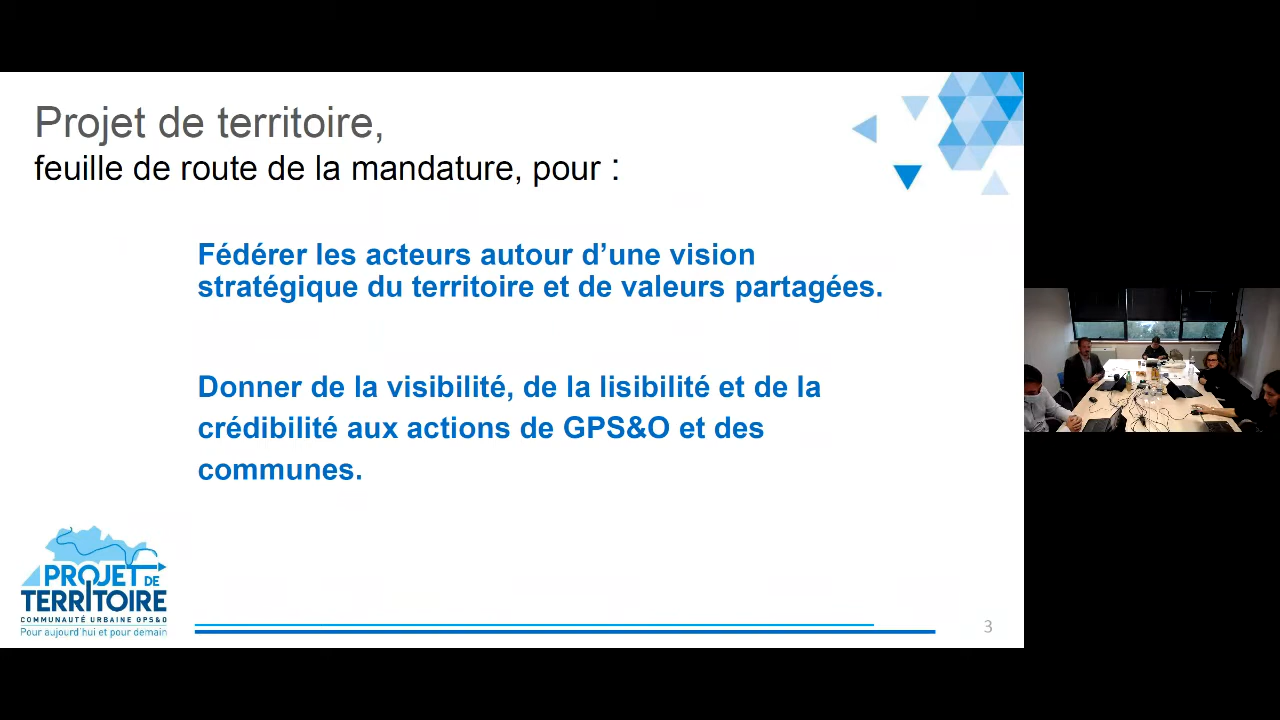 Projet de territoire,
feuille de route de la mandature, pour :
Fédérer les acteurs autour d’une vision
stratégique du territoire et de valeurs partagées.
Donner de la visibilité, de la lisibilité et de la
crédibilité aux actions de GPS&O et des
communes.
PROJET DE
TERRITOIRE
COMMUNAUTÉ URBAINE GPS&O
Pour aujourd'hui et pour demain
3